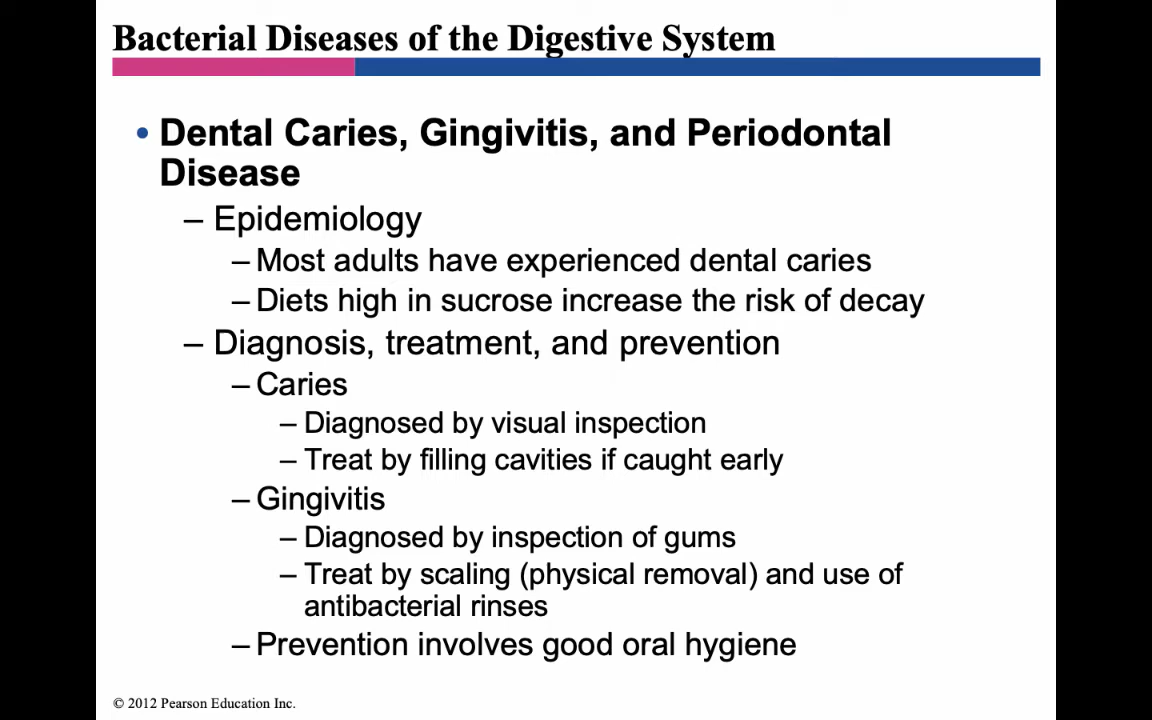 Bacterial Diseases of the Digestive System
• Dental Caries, Gingivitis, and Periodontal
Disease
– Epidemiology
– Most adults have experienced dental caries
– Diets high in sucrose increase the risk of decay
– Diagnosis, treatment, and prevention
– Caries
– Diagnosed by visual inspection
– Treat by filling cavities if caught early
– Gingivitis
– Diagnosed by inspection of gums
– Treat by scaling (physical removal) and use of
antibacterial rinses
– Prevention involves good oral hygiene
© 2012 Pearson Education Inc.